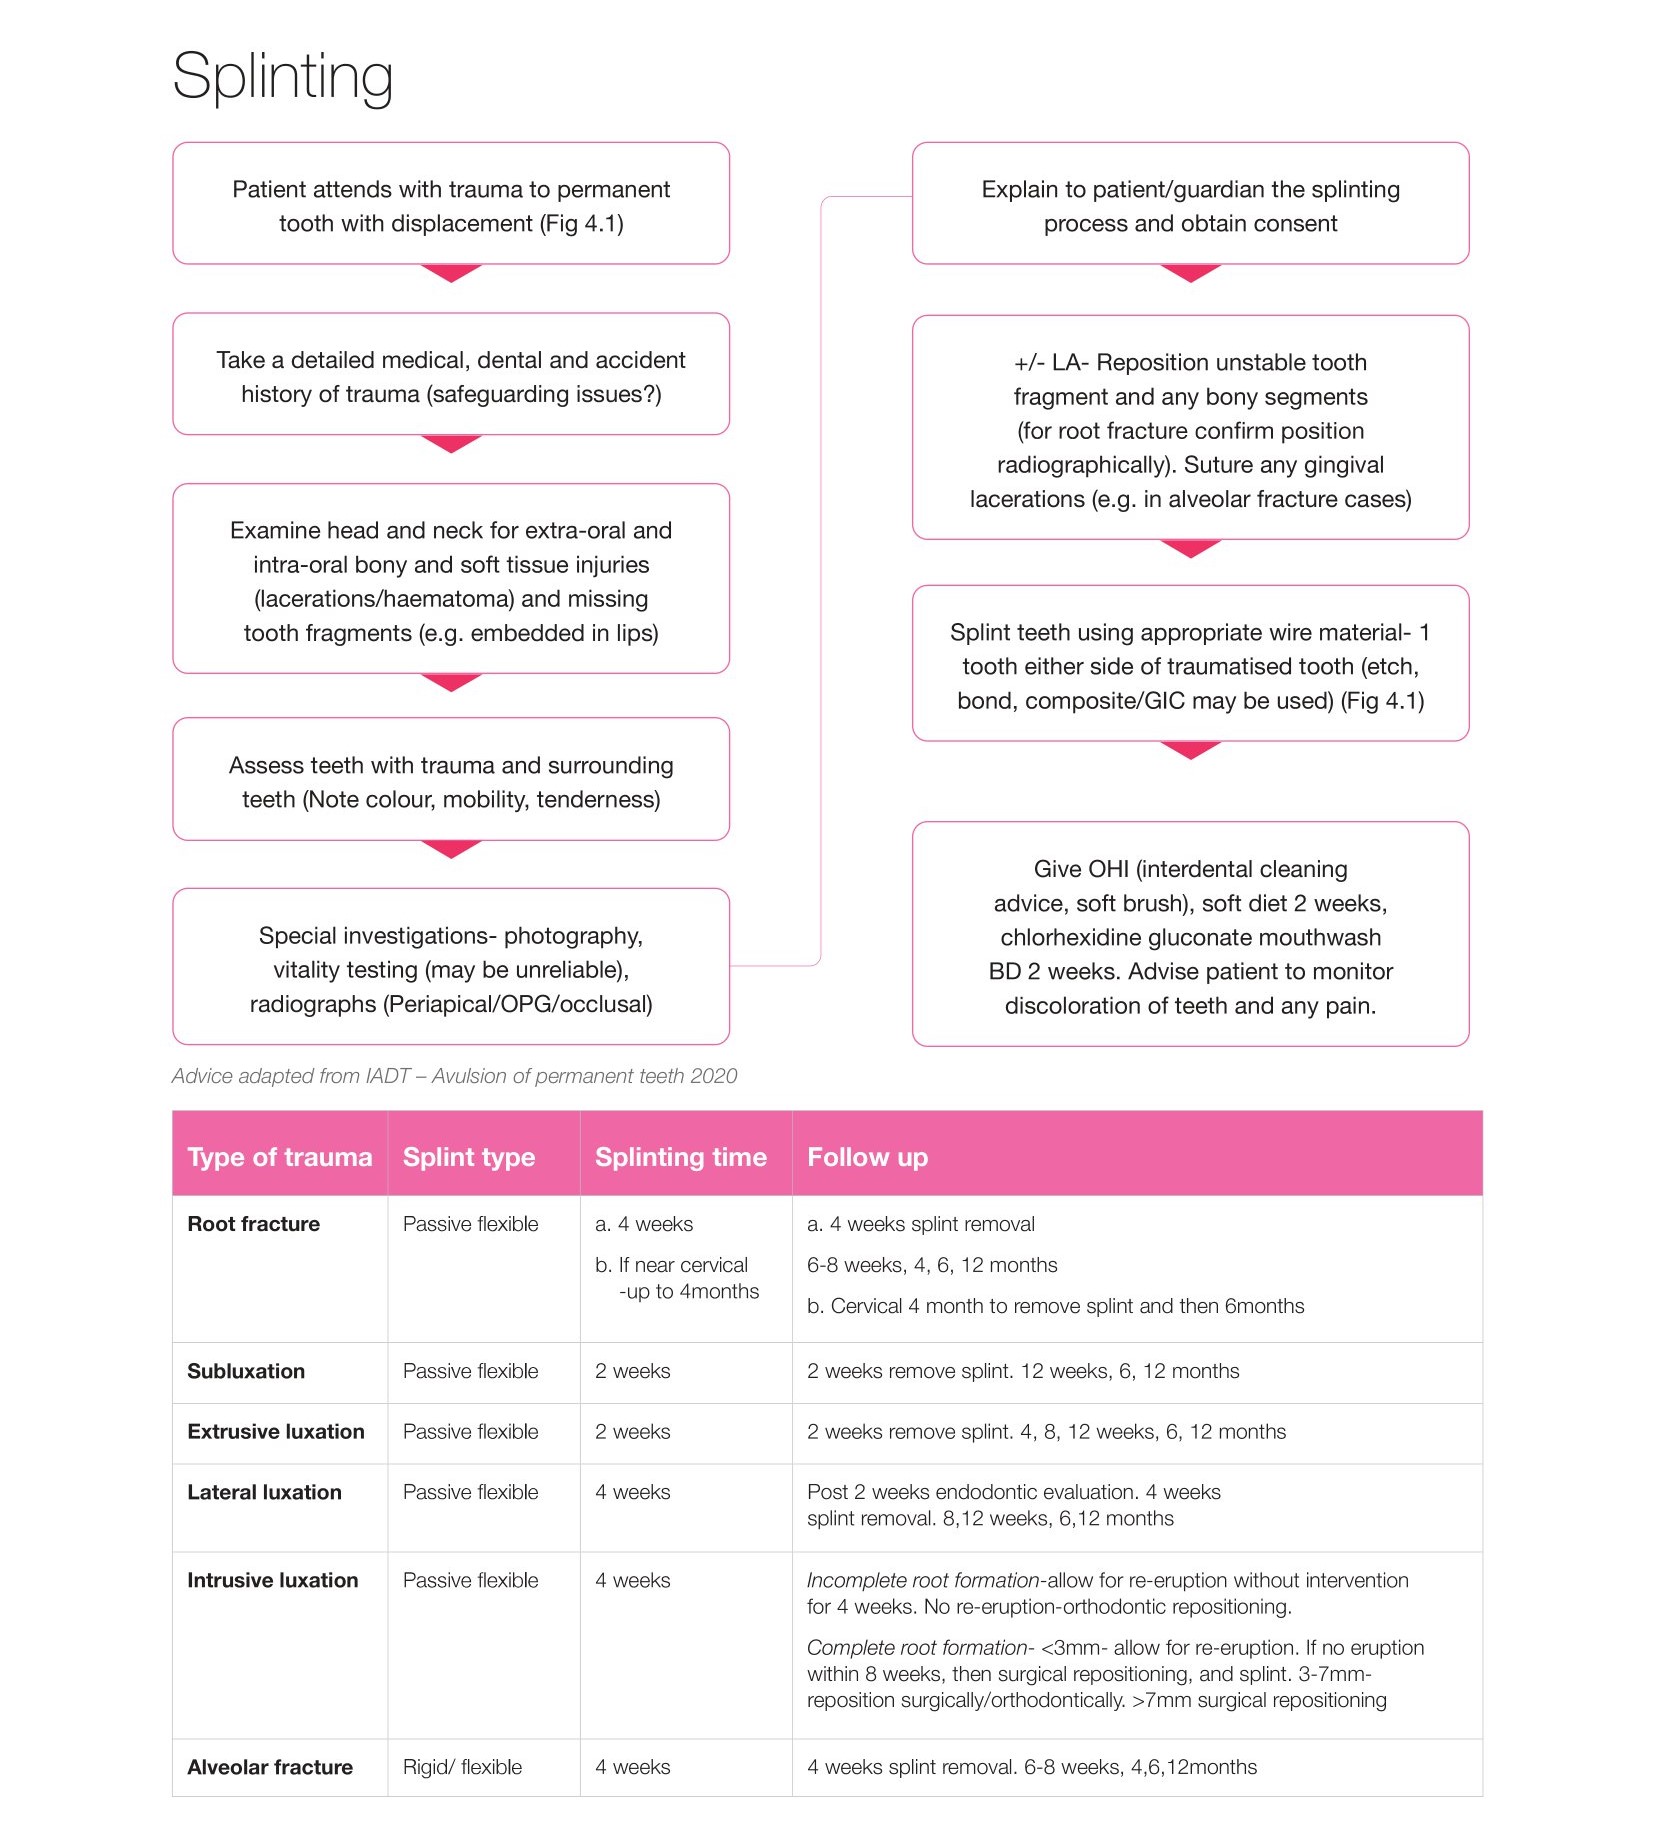 Splinting
Patient attends with trauma to permanent
tooth with displacement (Fig 4.1)
Take a detailed medical, dental and accident
history of trauma (safeguarding issues?)
Examine head and neck for extra-oral and
intra-oral bony and soft tissue injuries
(lacerations/haematoma) and missing
tooth fragments (e.g. embedded in lips)
Assess teeth with trauma and surrounding
teeth (Note colour, mobility, tenderness)
Special investigations- photography,
vitality testing (may be unreliable),
radiographs (Periapical/OPG/occlusal)
Explain to patient/guardian the splinting
process and obtain consent
+/- LA- Reposition unstable tooth
fragment and any bony segments
(for root fracture confirm position
radiographically). Suture any gingival
lacerations (e.g. in alveolar fracture cases)
Splint teeth using appropriate wire material- 1
tooth either side of traumatised tooth (etch,
bond, composite/GIC may be used) (Fig 4.1)
Give OHI (interdental cleaning
advice, soft brush), soft diet 2 weeks,
chlorhexidine gluconate mouthwash
BD 2 weeks. Advise patient to monitor
discoloration of teeth and any pain.
Advice adapted from IADT – Avulsion of permanent teeth 2020
Type of trauma Splint type Splinting time Follow up
Root fracture Passive flexible a. 4 weeks a. 4 weeks splint removal
b. If near cervical 6-8 weeks, 4, 6, 12 months
-up to 4months
b. Cervical 4 month to remove splint and then 6months
Subluxation Passive flexible 2 weeks 2 weeks remove splint. 12 weeks, 6, 12 months
Extrusive luxation Passive flexible 2 weeks 2 weeks remove splint. 4, 8, 12 weeks, 6, 12 months
Lateral luxation Passive flexible 4 weeks Post 2 weeks endodontic evaluation. 4 weeks
splint removal. 8,12 weeks, 6,12 months
Intrusive luxation Passive flexible 4 weeks Incomplete root formation-allow for re-eruption without intervention
for 4 weeks. No re-eruption-orthodontic repositioning.
Complete root formation- <3mm- allow for re-eruption. If no eruption
within 8 weeks, then surgical repositioning, and splint. 3-7mm-
reposition surgically/orthodontically. >7mm surgical repositioning
Alveolar fracture Rigid/ flexible 4 weeks 4 weeks splint removal. 6-8 weeks, 4,6,12months